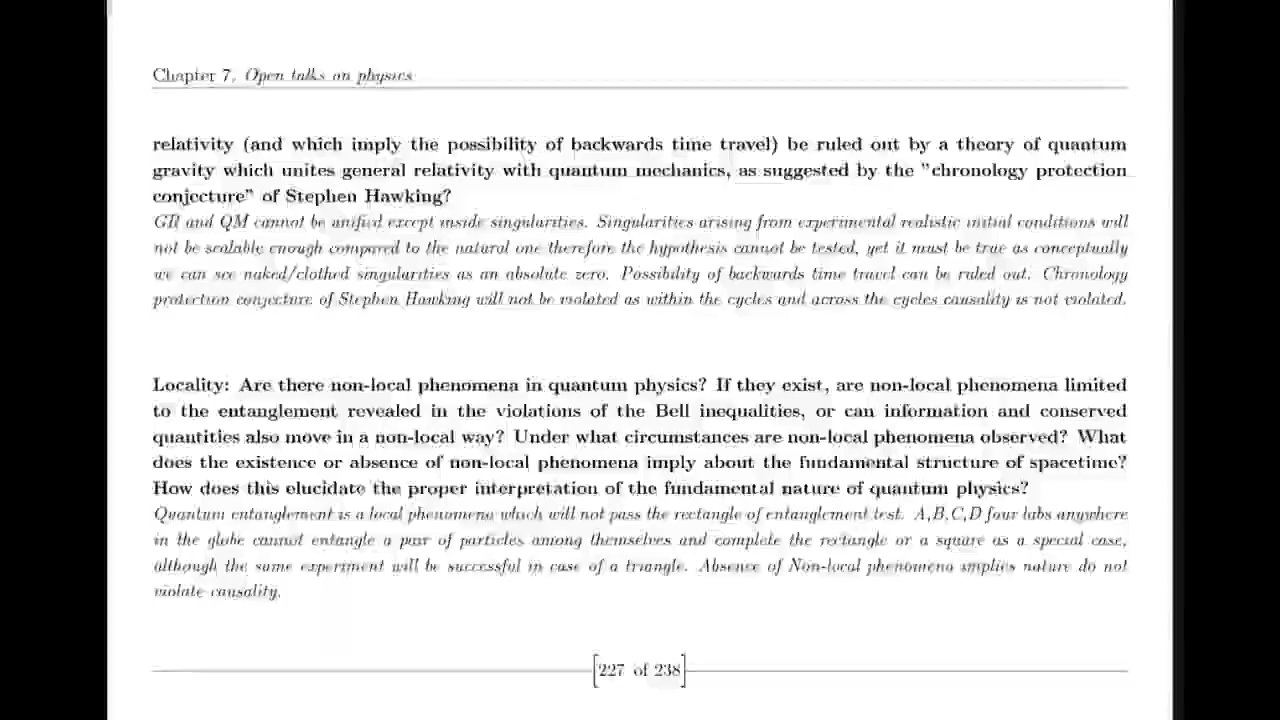 Chapter 7. Open talks on physics
relativity (and which imply the possibility of backwards time travel) be ruled out by a theory of quantum
gravity which unites general relativity with quantum mechanics, as suggested by the "chronology protection
conjecture" of Stephen Hawking?
GR and QM cannot be unified except inside singularities. Singularities arising from experimental realistic initial conditions will
not be scalable enough compared to the natural one therefore the hypothesis cannot be tested, yet it must be true as conceptually
we can see naked/clothed singularities as an absolute zero. Possibility of backwards time travel can be ruled out. Chronology
protection conjecture of Stephen Hawking will not be violated as within the cycles and across the cycles causality is not violated.
Locality: Are there non-local phenomena in quantum physics? If they exist, are non-local phenomena limited
to the entanglement revealed in the violations of the Bell inequalities, or can information and conserved
quantities also move in a non-local way? Under what circumstances are non-local phenomena observed? What
does the existence or absence of non-local phenomena imply about the fundamental structure of spacetime?
How does this elucidate the proper interpretation of the fundamental nature of quantum physics?
Quantum entanglement is a local phenomena which will not pass the rectangle of entanglement test. A,B,C,D four labs anywhere
in the globe cannot entangle a pair of particles among themselves and complete the rectangle or a square as a special case,
although the same experiment will be successful in case of a triangle. Absence of Non-local phenomena implies nature do not
violate causality.
227 of 238